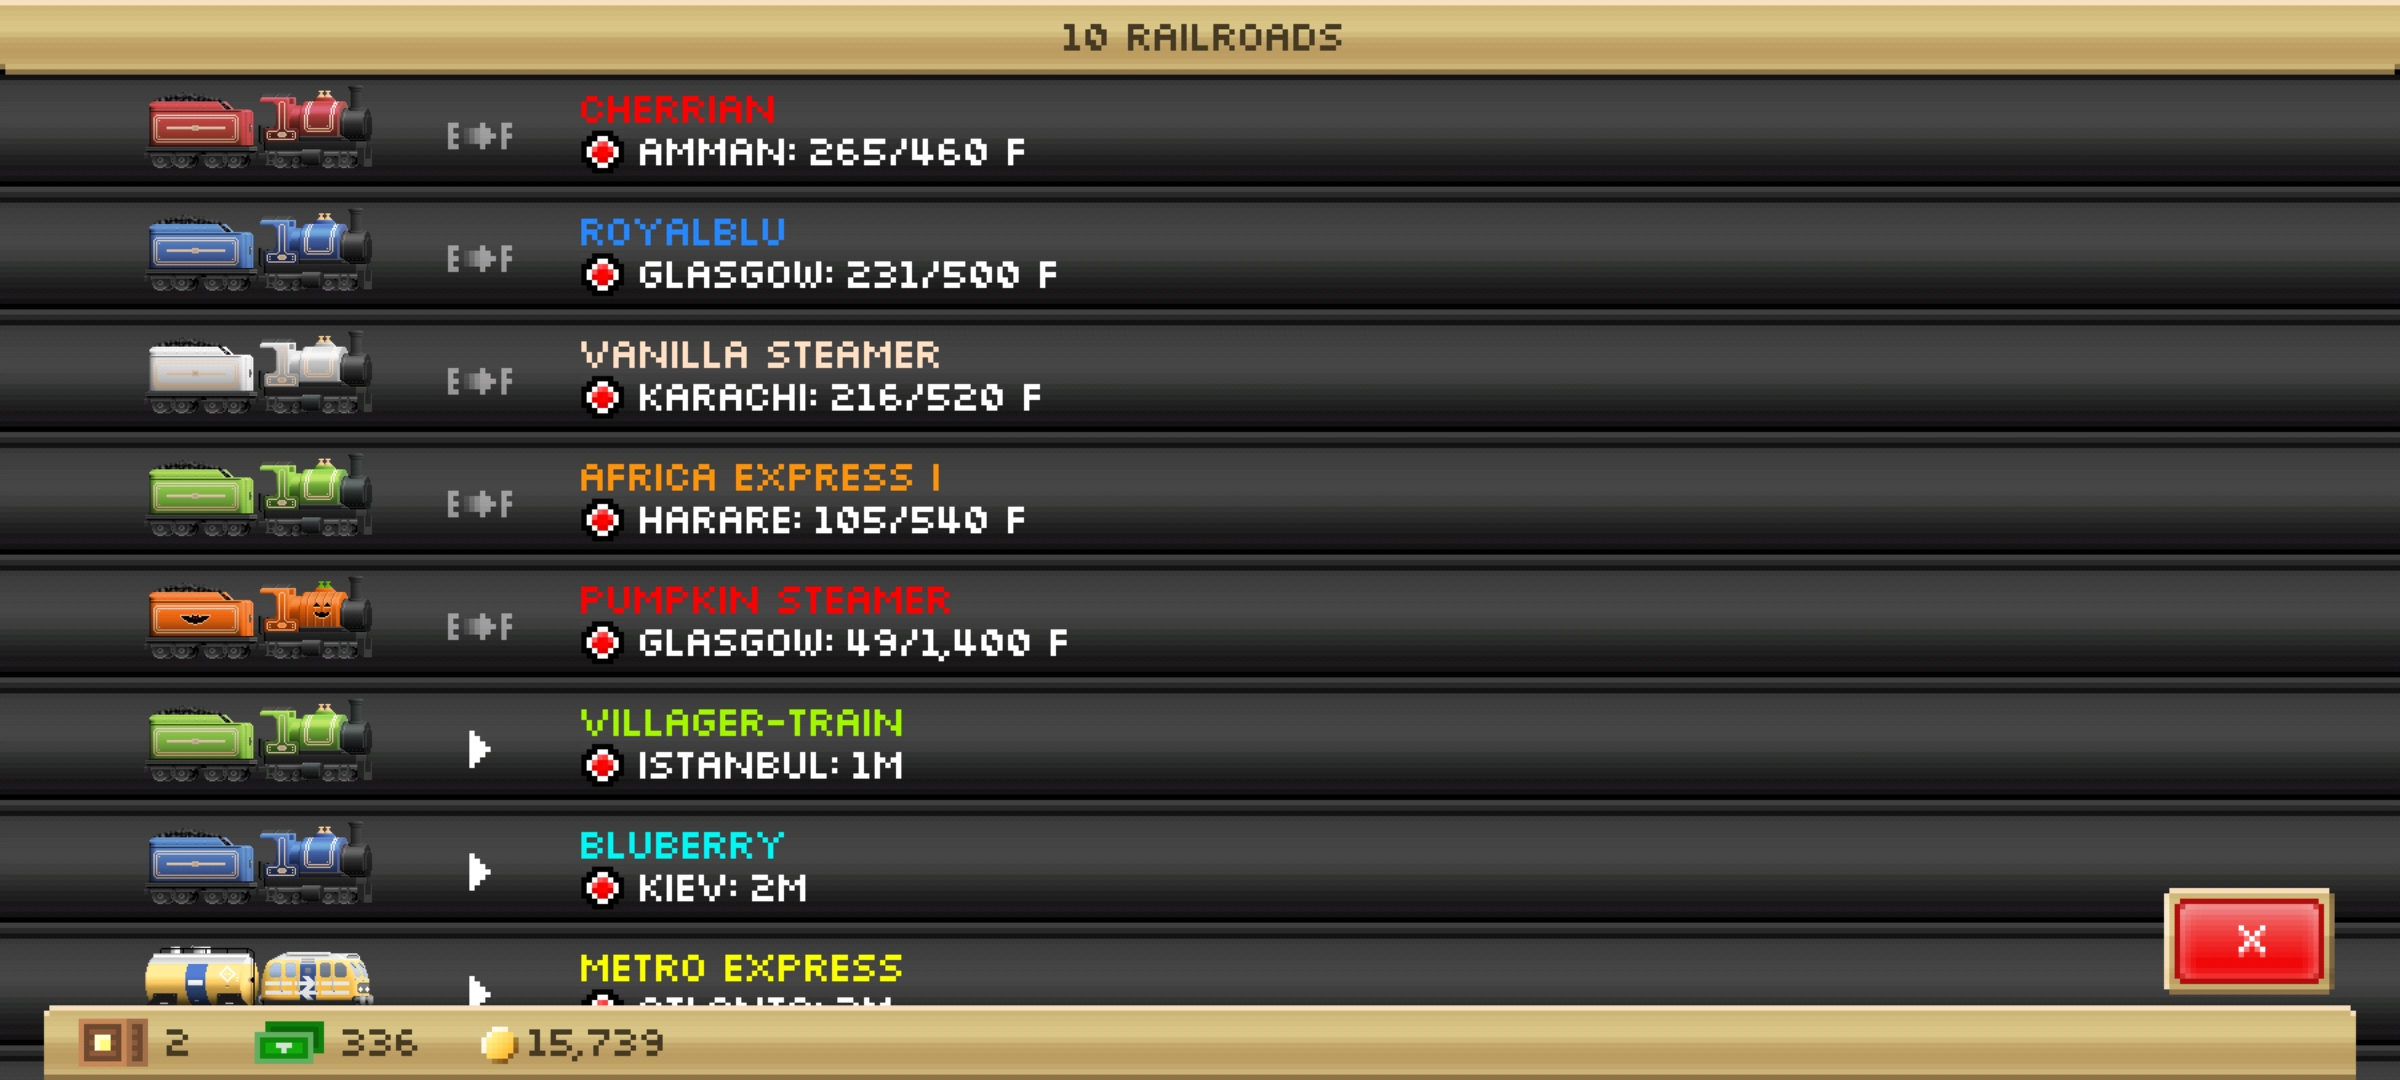 10 RAILROADS
CHERRIAN
E F
AMMAN: 265/460 F
ROYALBLU
E F
GLASGOW: 231/500 F
VANILLA STEAMER
E F
KARACHI: 216/520 F
AFRICA EXPRESS I
E F
HARARE: 105/540 F
PUMPKIN STEAMER
E F
GLASGOW: 49/1,400 F
VILLAGER-TRAIN
ISTANBUL: 1M
BLUBERRY
KIEV: 2M
METRO EXPRESS
X
2 336 15,739